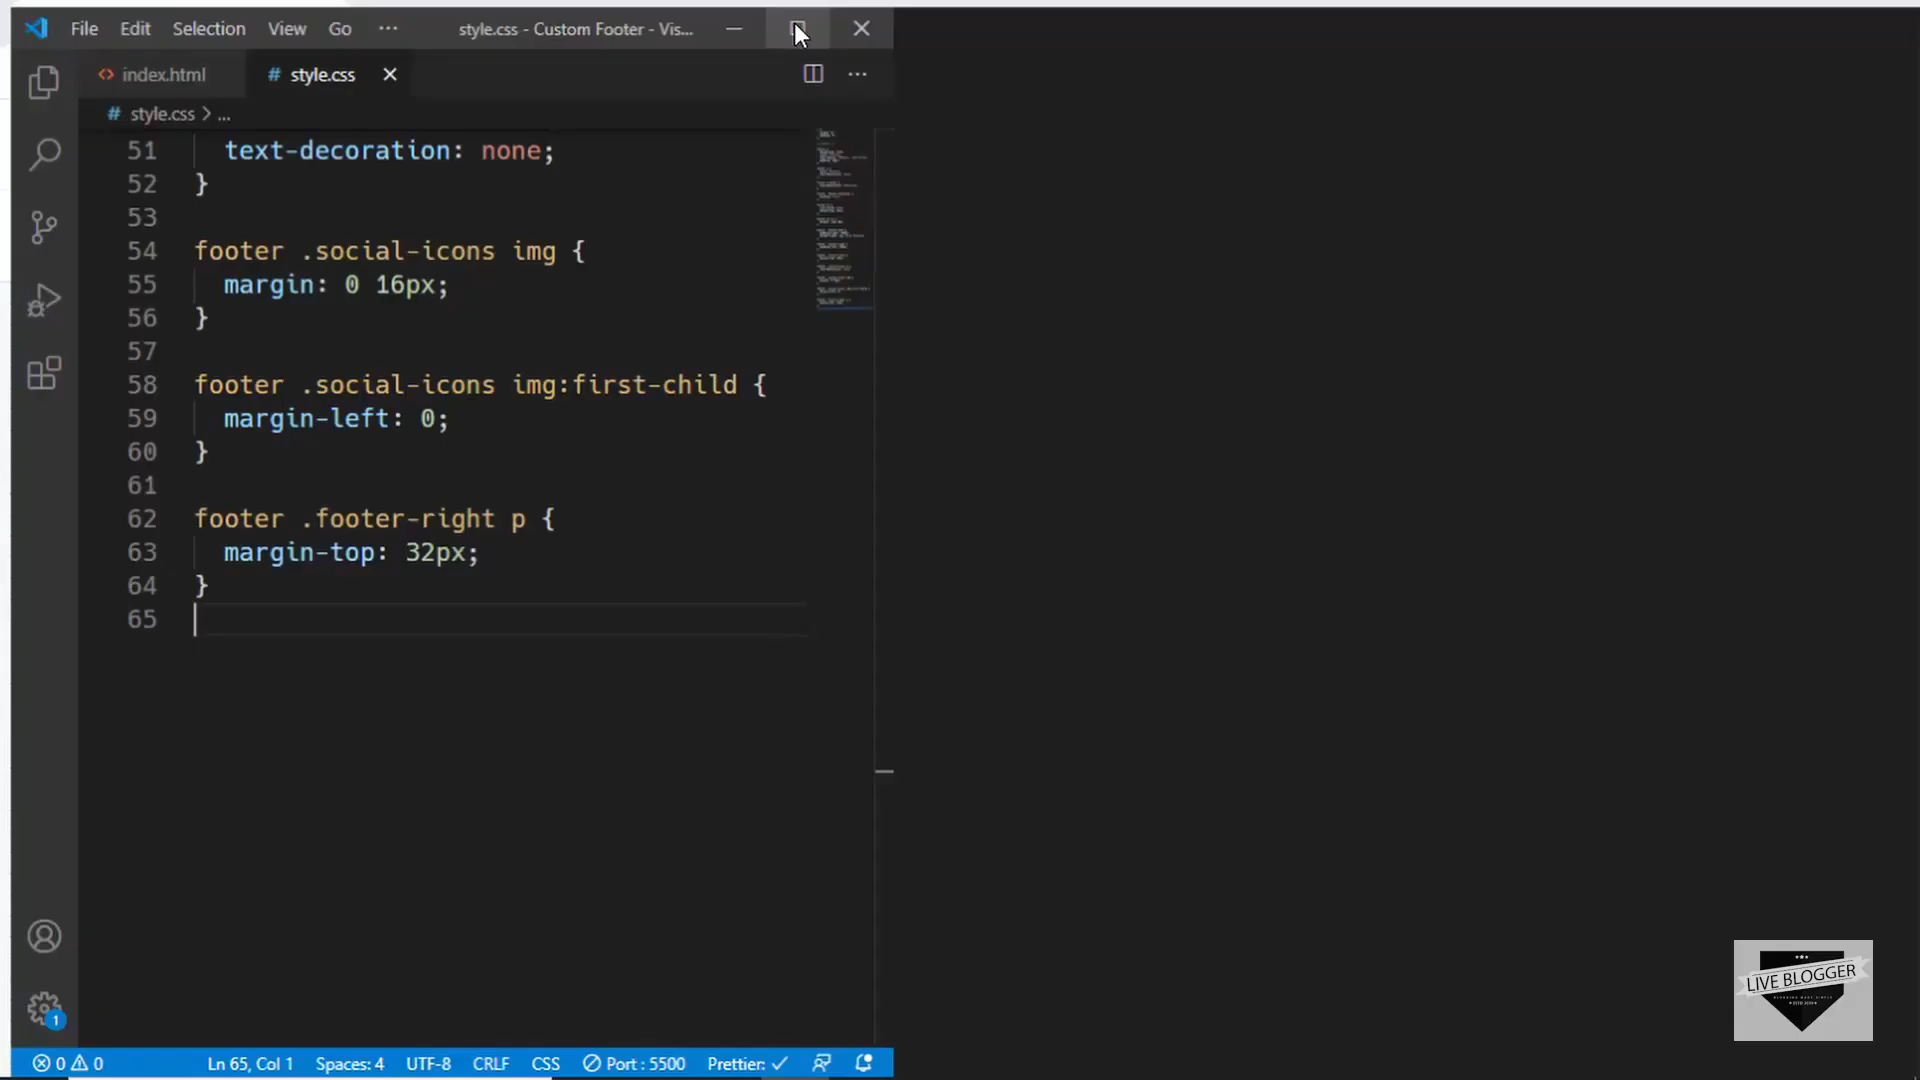 File Edit Selection View Go ··· style.css - Custom Footer - Vis...
<> index.html # style.css
# style.css > ...
51 text-decoration: none;
52 }
53
54 footer .social-icons img {
55 margin: 0 16px;
56 }
57
58 footer .social-icons img:first-child {
59 margin-left: 0;
60 }
61
62 footer .footer-right p {
63 margin-top: 32px;
64 }
65
1
0 0 Ln 65, Col 1 Spaces: 4 UTF-8 CRLF CSS Port : 5500 Prettier: ✓
LIVE BLOGGER